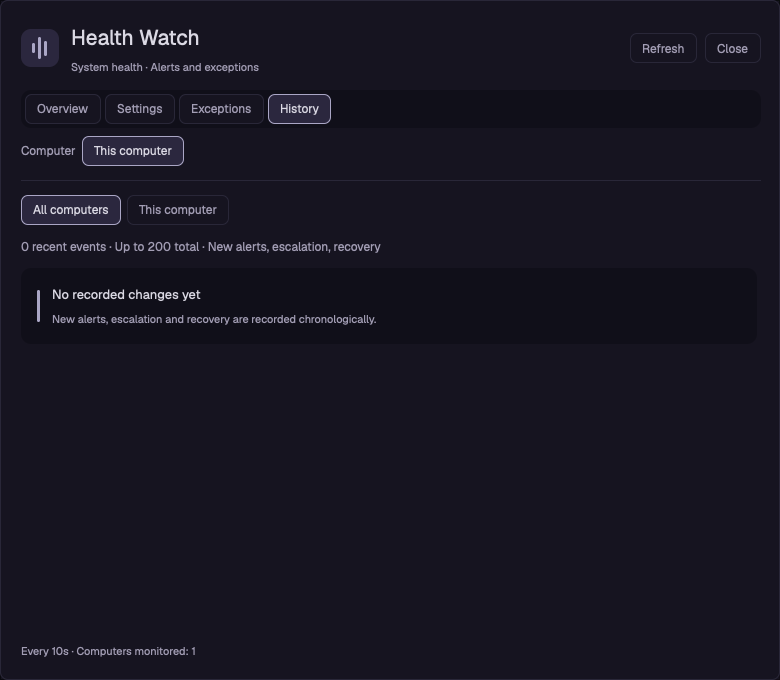 Health Watch
System health · Alerts and exceptions
Refresh
Close
Overview
Settings
Exceptions
History
Computer
This computer
All computers
This computer
0 recent events · Up to 200 total · New alerts, escalation, recovery
No recorded changes yet
New alerts, escalation and recovery are recorded chronologically.
Every 10s · Computers monitored: 1